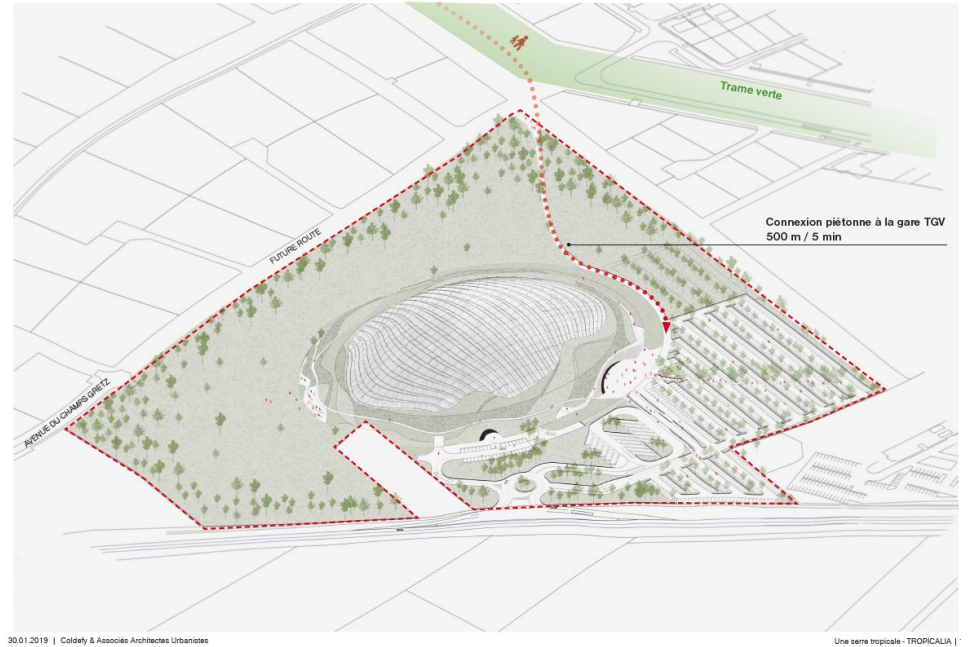 Trame verte
Connexion piétonne à la gare TGV
500 m / 5 min
FUTURE ROUTE
AVENUE DU CHAMPS GRETZ
30.01.2019 | Coldefy & Associés Architectes Urbanistes
Une serre tropicale - TROPICALIA |